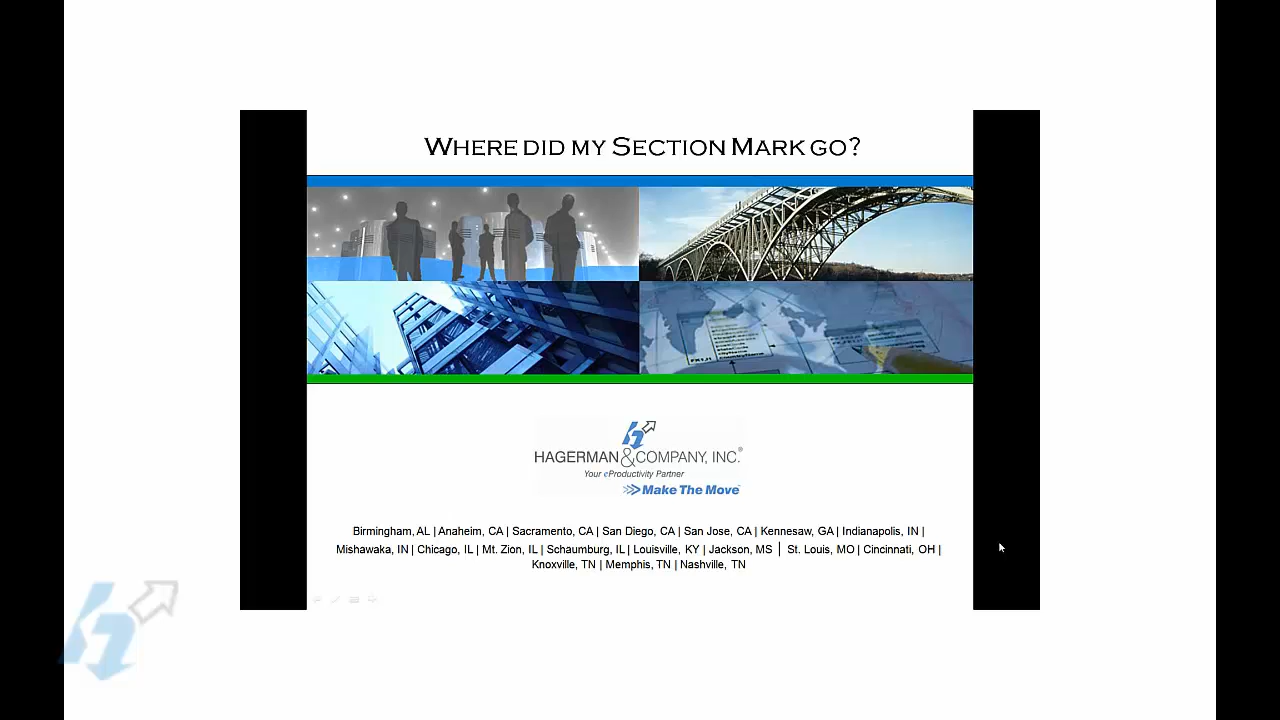 WHERE DID MY SECTION MARK GO?
HAGERMAN & COMPANY, INC.®
Your eProductivity Partner
Make The Move
Birmingham, AL | Anaheim, CA | Sacramento, CA | San Diego, CA | San Jose, CA | Kennesaw, GA | Indianapolis, IN |
Mishawaka, IN | Chicago, IL | Mt. Zion, IL | Schaumburg, IL | Louisville, KY | Jackson, MS | St. Louis, MO | Cincinnati, OH |
Knoxville, TN | Memphis, TN | Nashville, TN